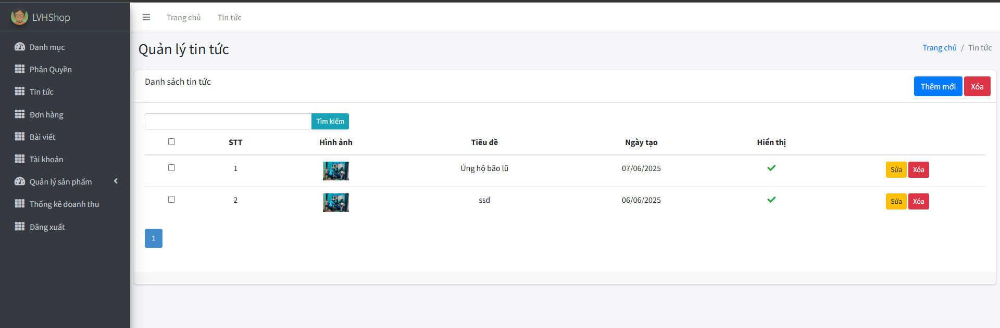 LVHShop
Trang chủ
Tin tức
Danh mục
Phân Quyền
Tin tức
Đơn hàng
Bài viết
Tài khoản
Quản lý sản phẩm
Thống kê doanh thu
Đăng xuất
Quản lý tin tức
Trang chủ / Tin tức
Danh sách tin tức
Thêm mới Xóa
Tìm kiếm
STT Hình ảnh Tiêu đề Ngày tạo Hiển thị
1 Ủng hộ bão lũ 07/06/2025 Sửa Xóa
2 ssd 06/06/2025 Sửa Xóa
1